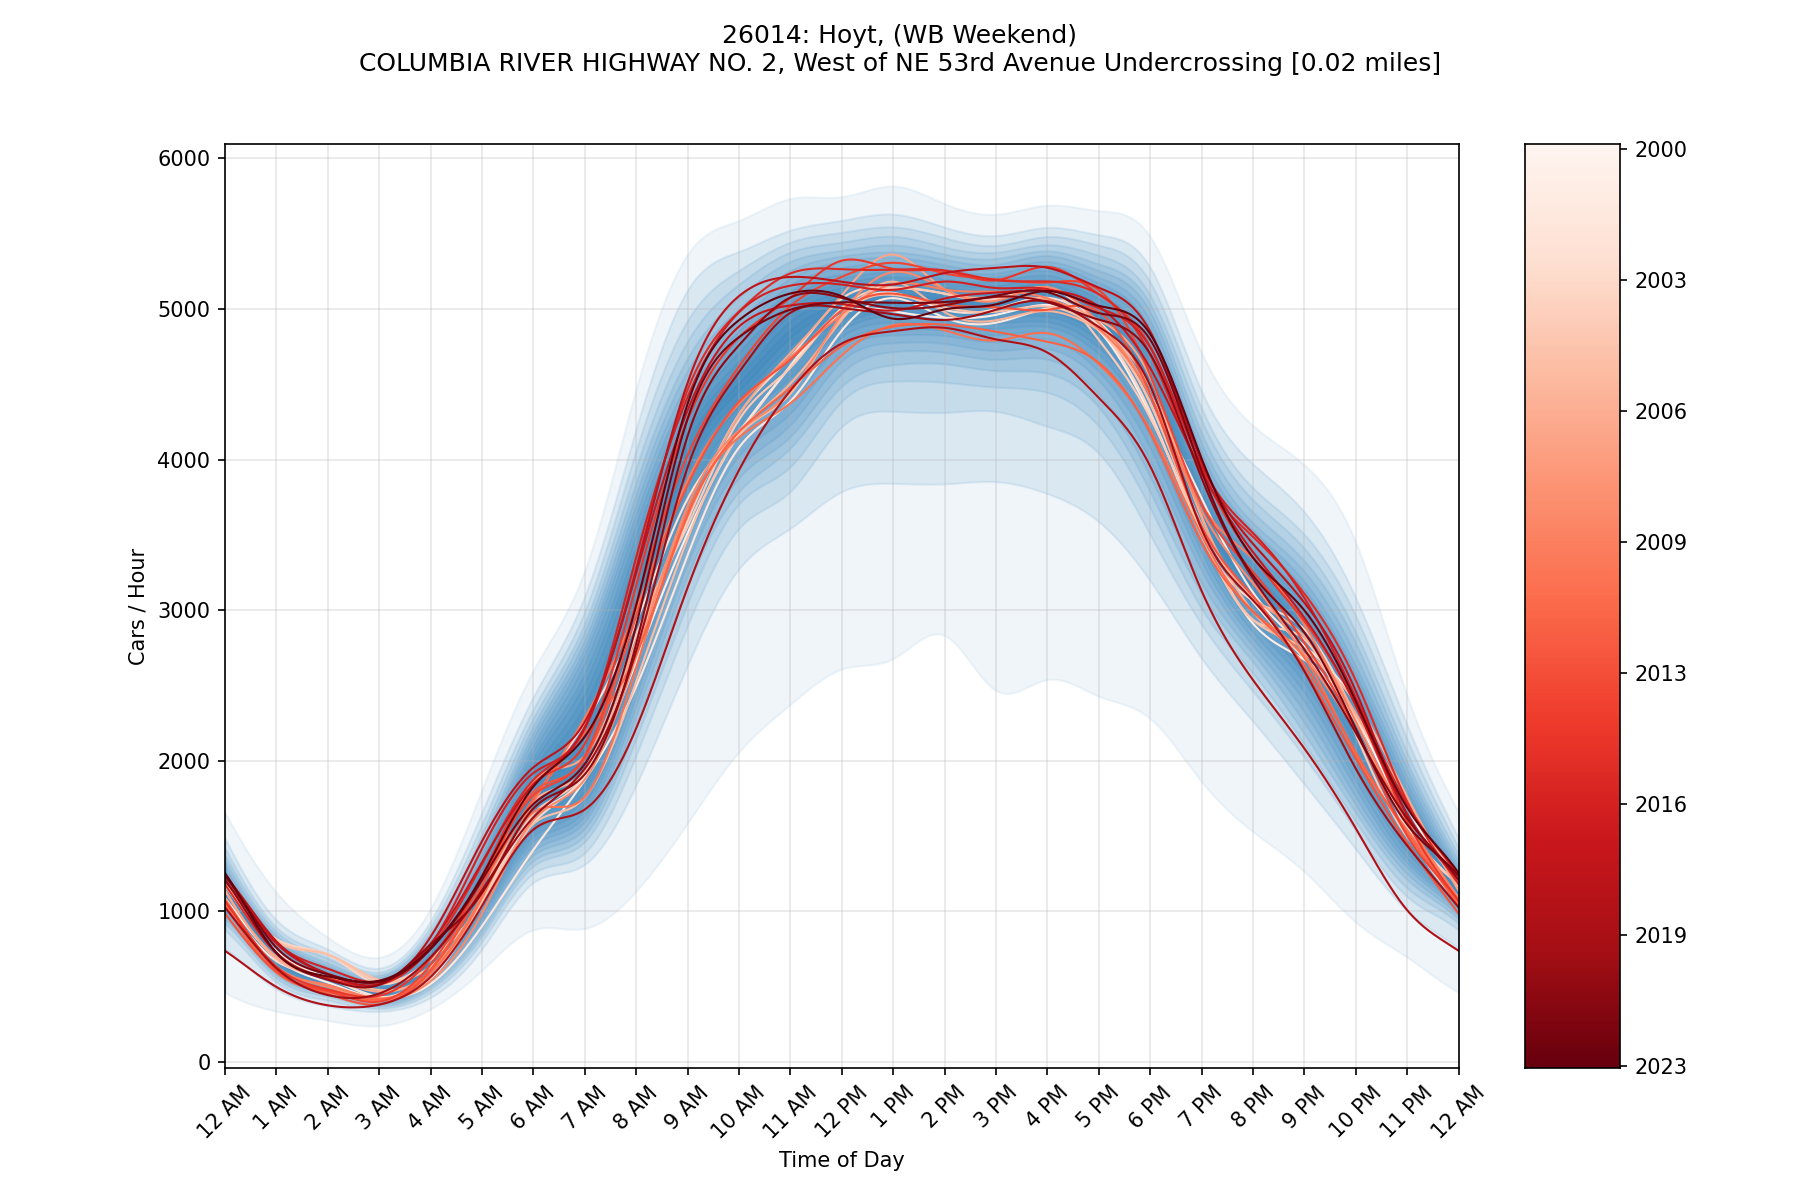 26014: Hoyt, (WB Weekend)
COLUMBIA RIVER HIGHWAY NO. 2, West of NE 53rd Avenue Undercrossing [0.02 miles]
6000
5000
4000
3000
2000
1000
0
Cars / Hour
12 AM
1 AM
2 AM
3 AM
4 AM
5 AM
6 AM
7 AM
8 AM
9 AM
10 AM
11 AM
12 PM
1 PM
2 PM
3 PM
4 PM
5 PM
6 PM
7 PM
8 PM
9 PM
10 PM
11 PM
12 AM
Time of Day
2000
2003
2006
2009
2013
2016
2019
2023